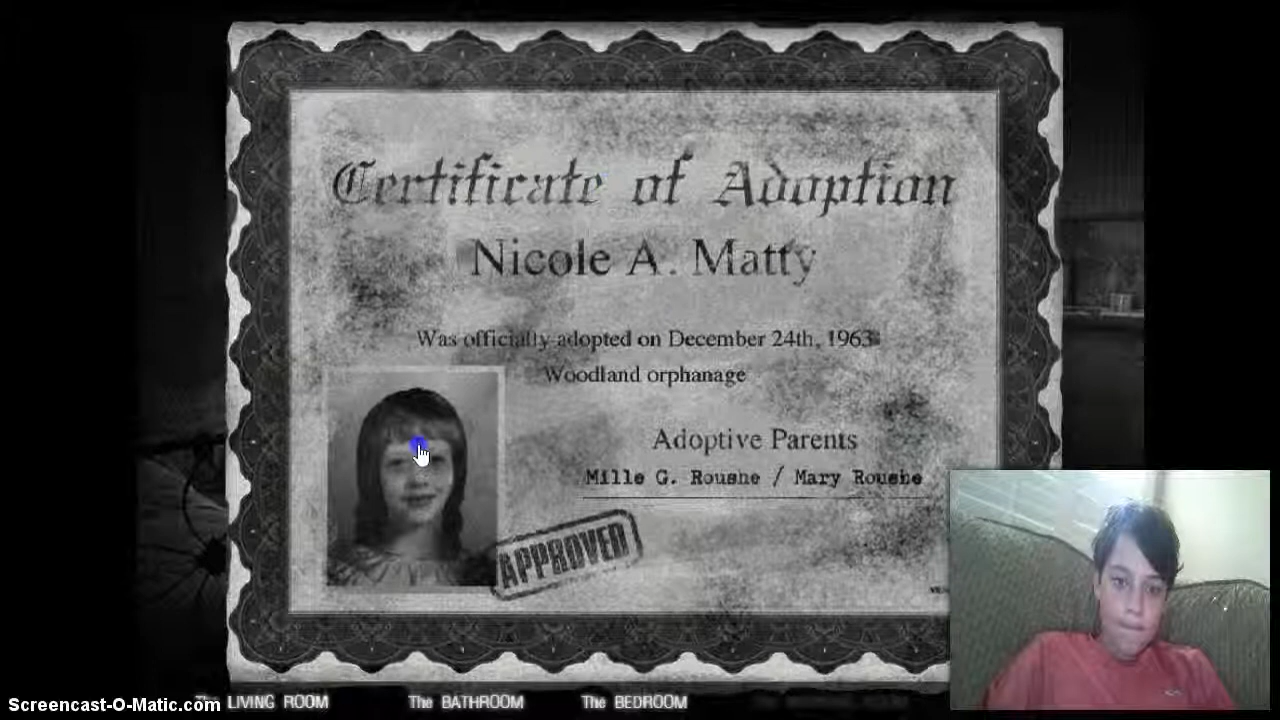 Certificate of Adoption
Nicole A. Matty
Was officially adopted on December 24th, 1963
Woodland orphanage
Adoptive Parents
Mille G. Roushe / Mary Roushe
APPROVED
The LIVING ROOM
The BATHROOM
The BEDROOM
Screencast-O-Matic.com